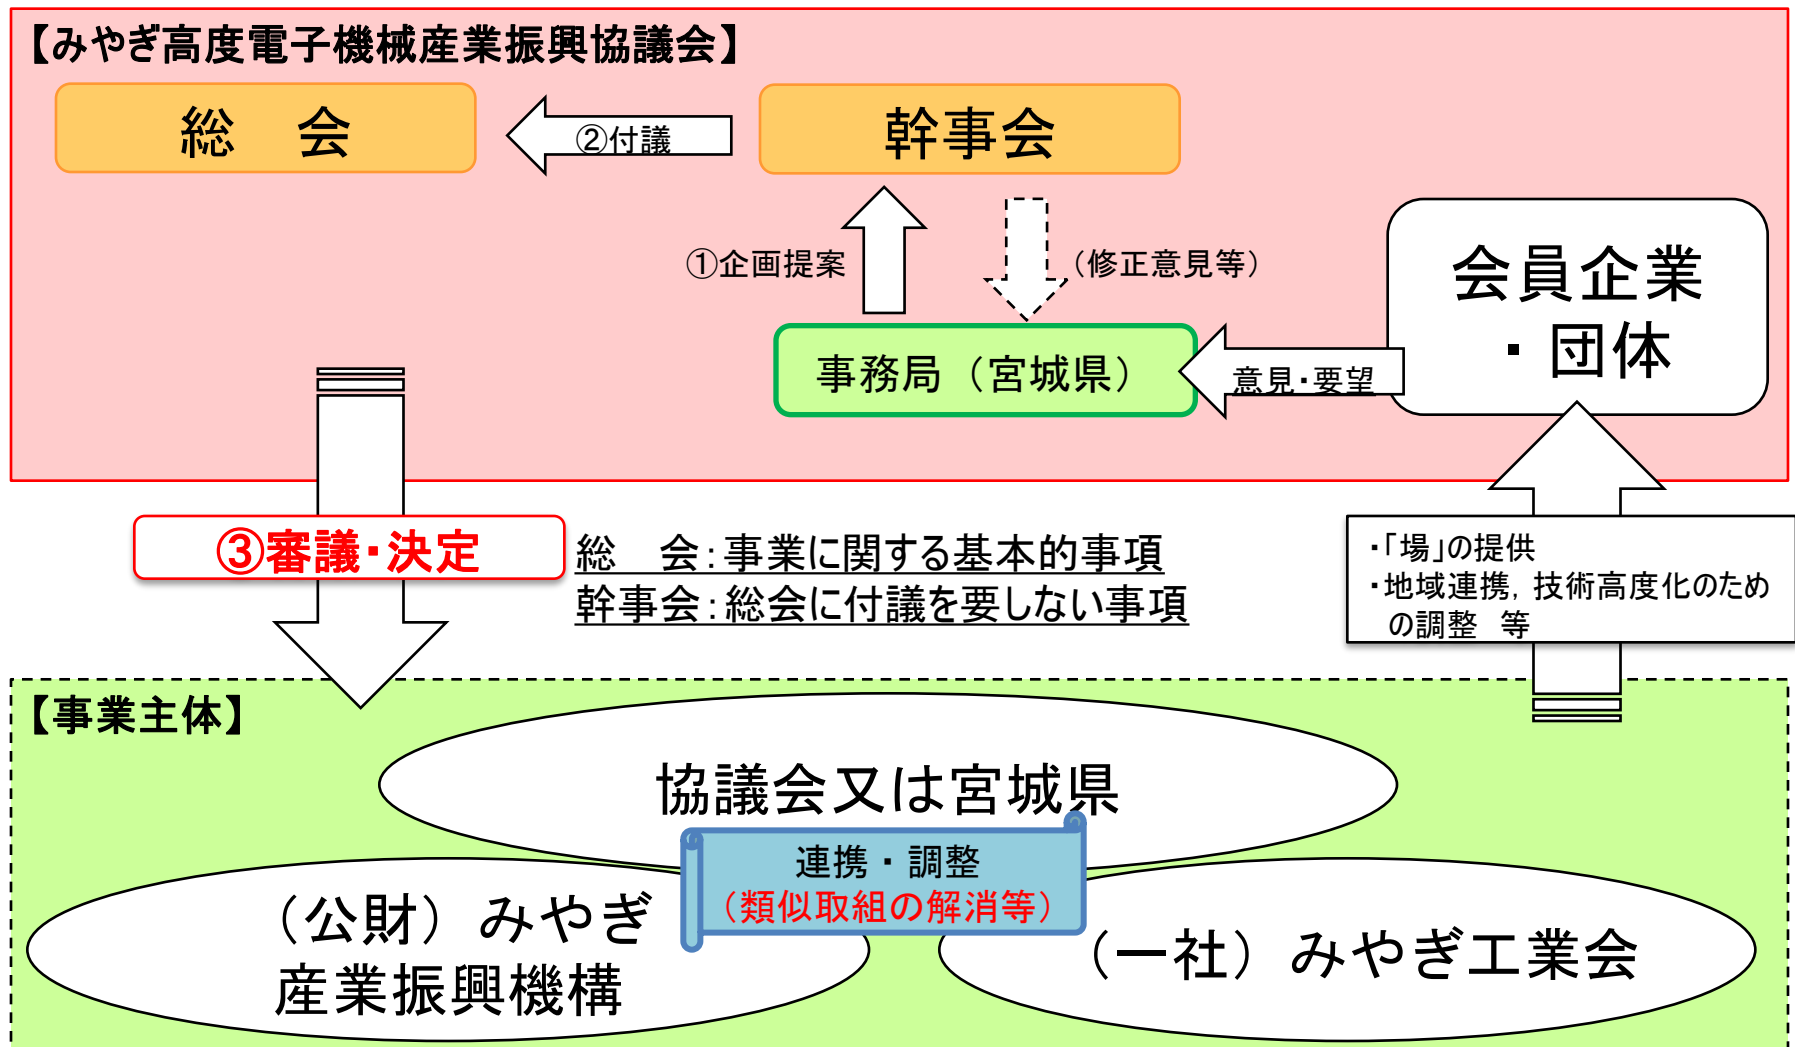 【みやぎ高度電子機械産業振興協議会】
総　会
②付議
幹事会
①企画提案
（修正意見等）
会員企業
・団体
事務局（宮城県）
意見・要望
③審議・決定
総　会：事業に関する基本的事項
幹事会：総会に付議を要しない事項
・「場」の提供
・地域連携，技術高度化のため
の調整　等
【事業主体】
協議会又は宮城県
連携・調整
（類似取組の解消等）
（公財）みやぎ
産業振興機構
（一社）みやぎ工業会